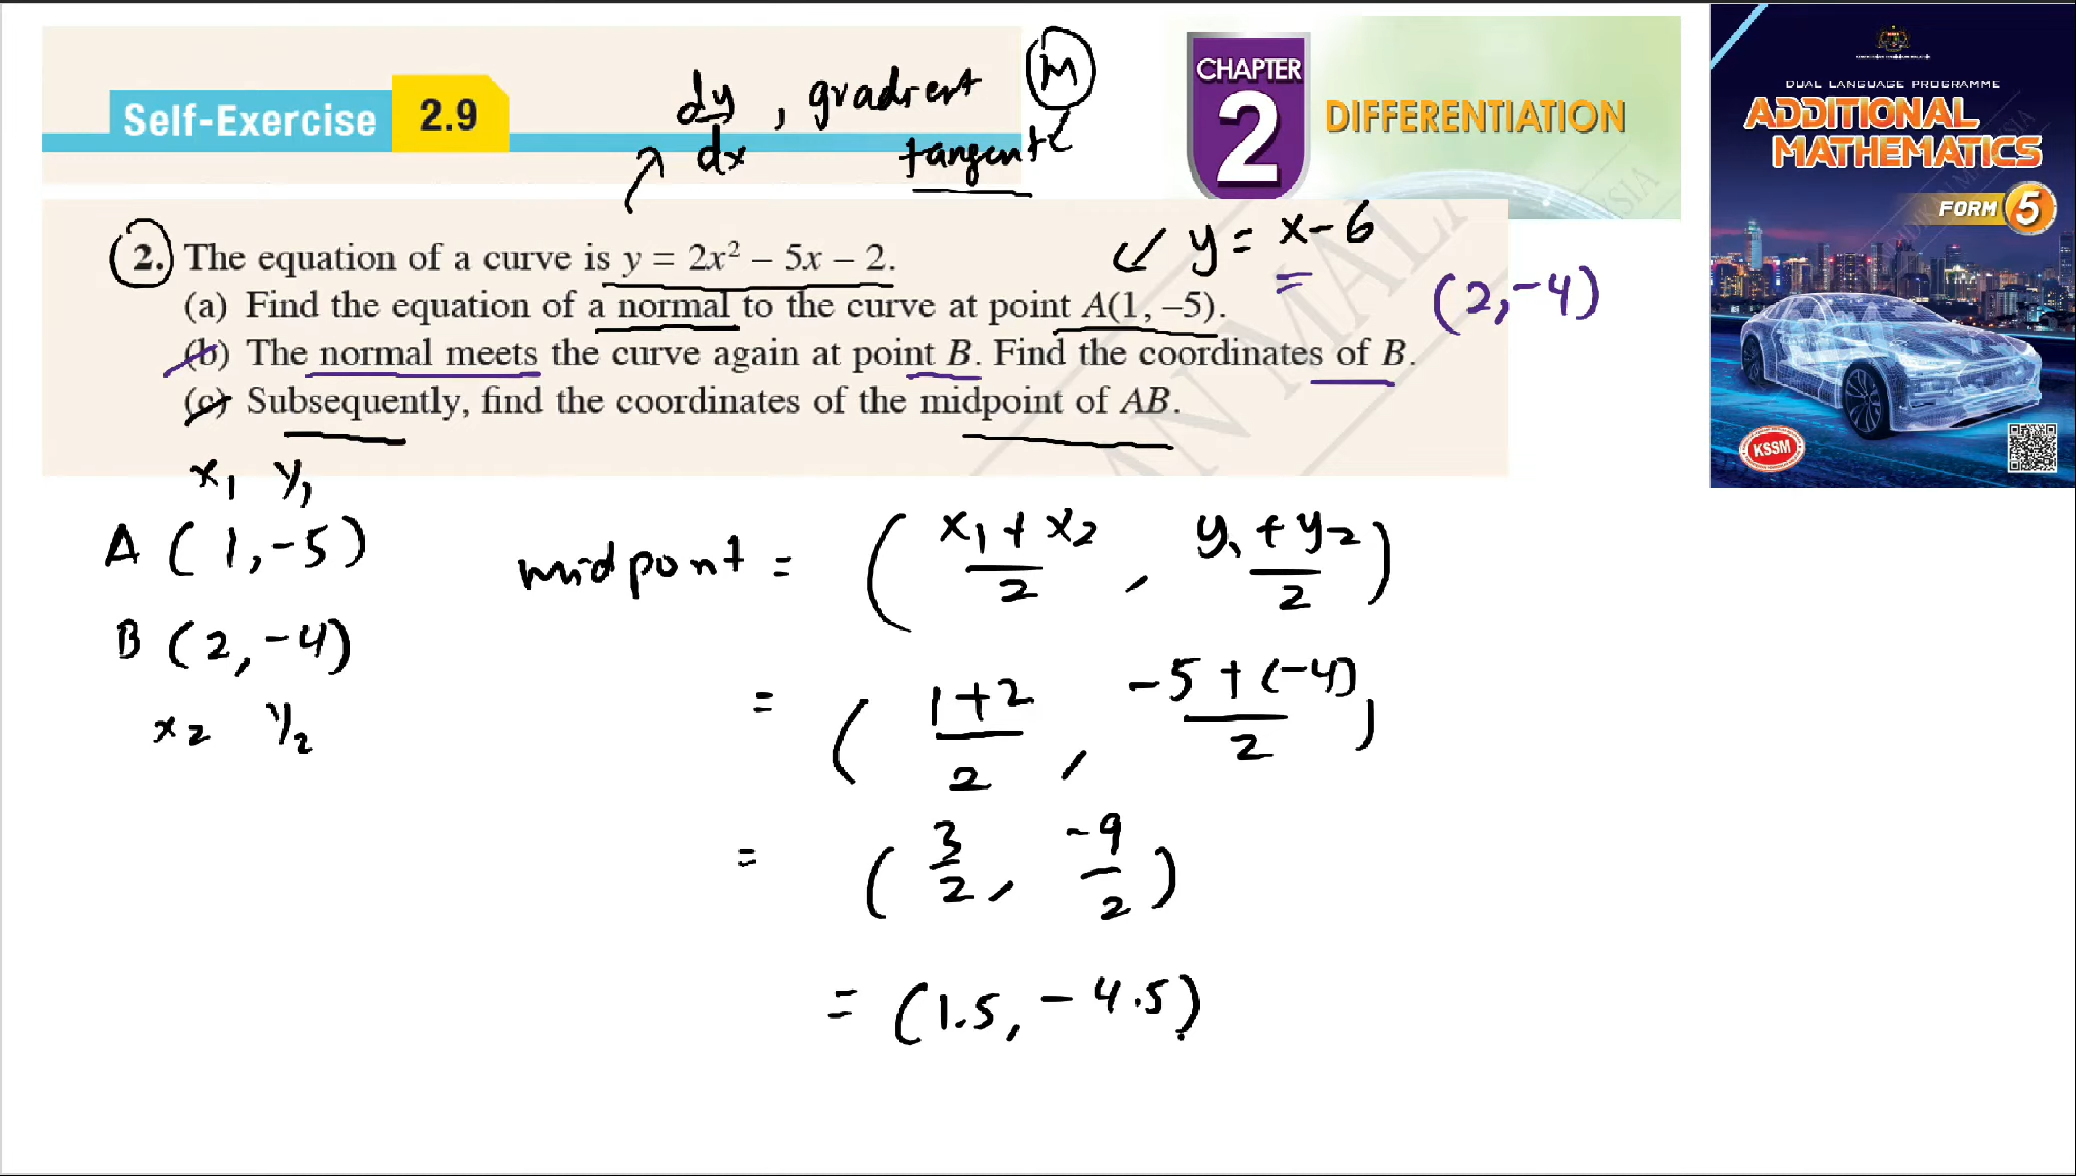 Self-Exercise 2.9
dy/dx , gradient M
tangent
CHAPTER 2 DIFFERENTIATION
DUAL LANGUAGE PROGRAMME
ADDITIONAL
MATHEMATICS
FORM 5
KSSM
y = x - 6
2. The equation of a curve is y = 2x² – 5x – 2.
(a) Find the equation of a normal to the curve at point A(1, –5).
(2, -4)
(b) The normal meets the curve again at point B. Find the coordinates of B.
(c) Subsequently, find the coordinates of the midpoint of AB.
x₁ y₁
A (1, -5)
midpoint = ( x₁ + x₂ / 2 , y₁ + y₂ / 2 )
B (2, -4)
x₂ y₂
= ( 1+2 / 2 , -5 + (-4) / 2 )
= ( 3/2 , -9/2 )
= (1.5, -4.5)